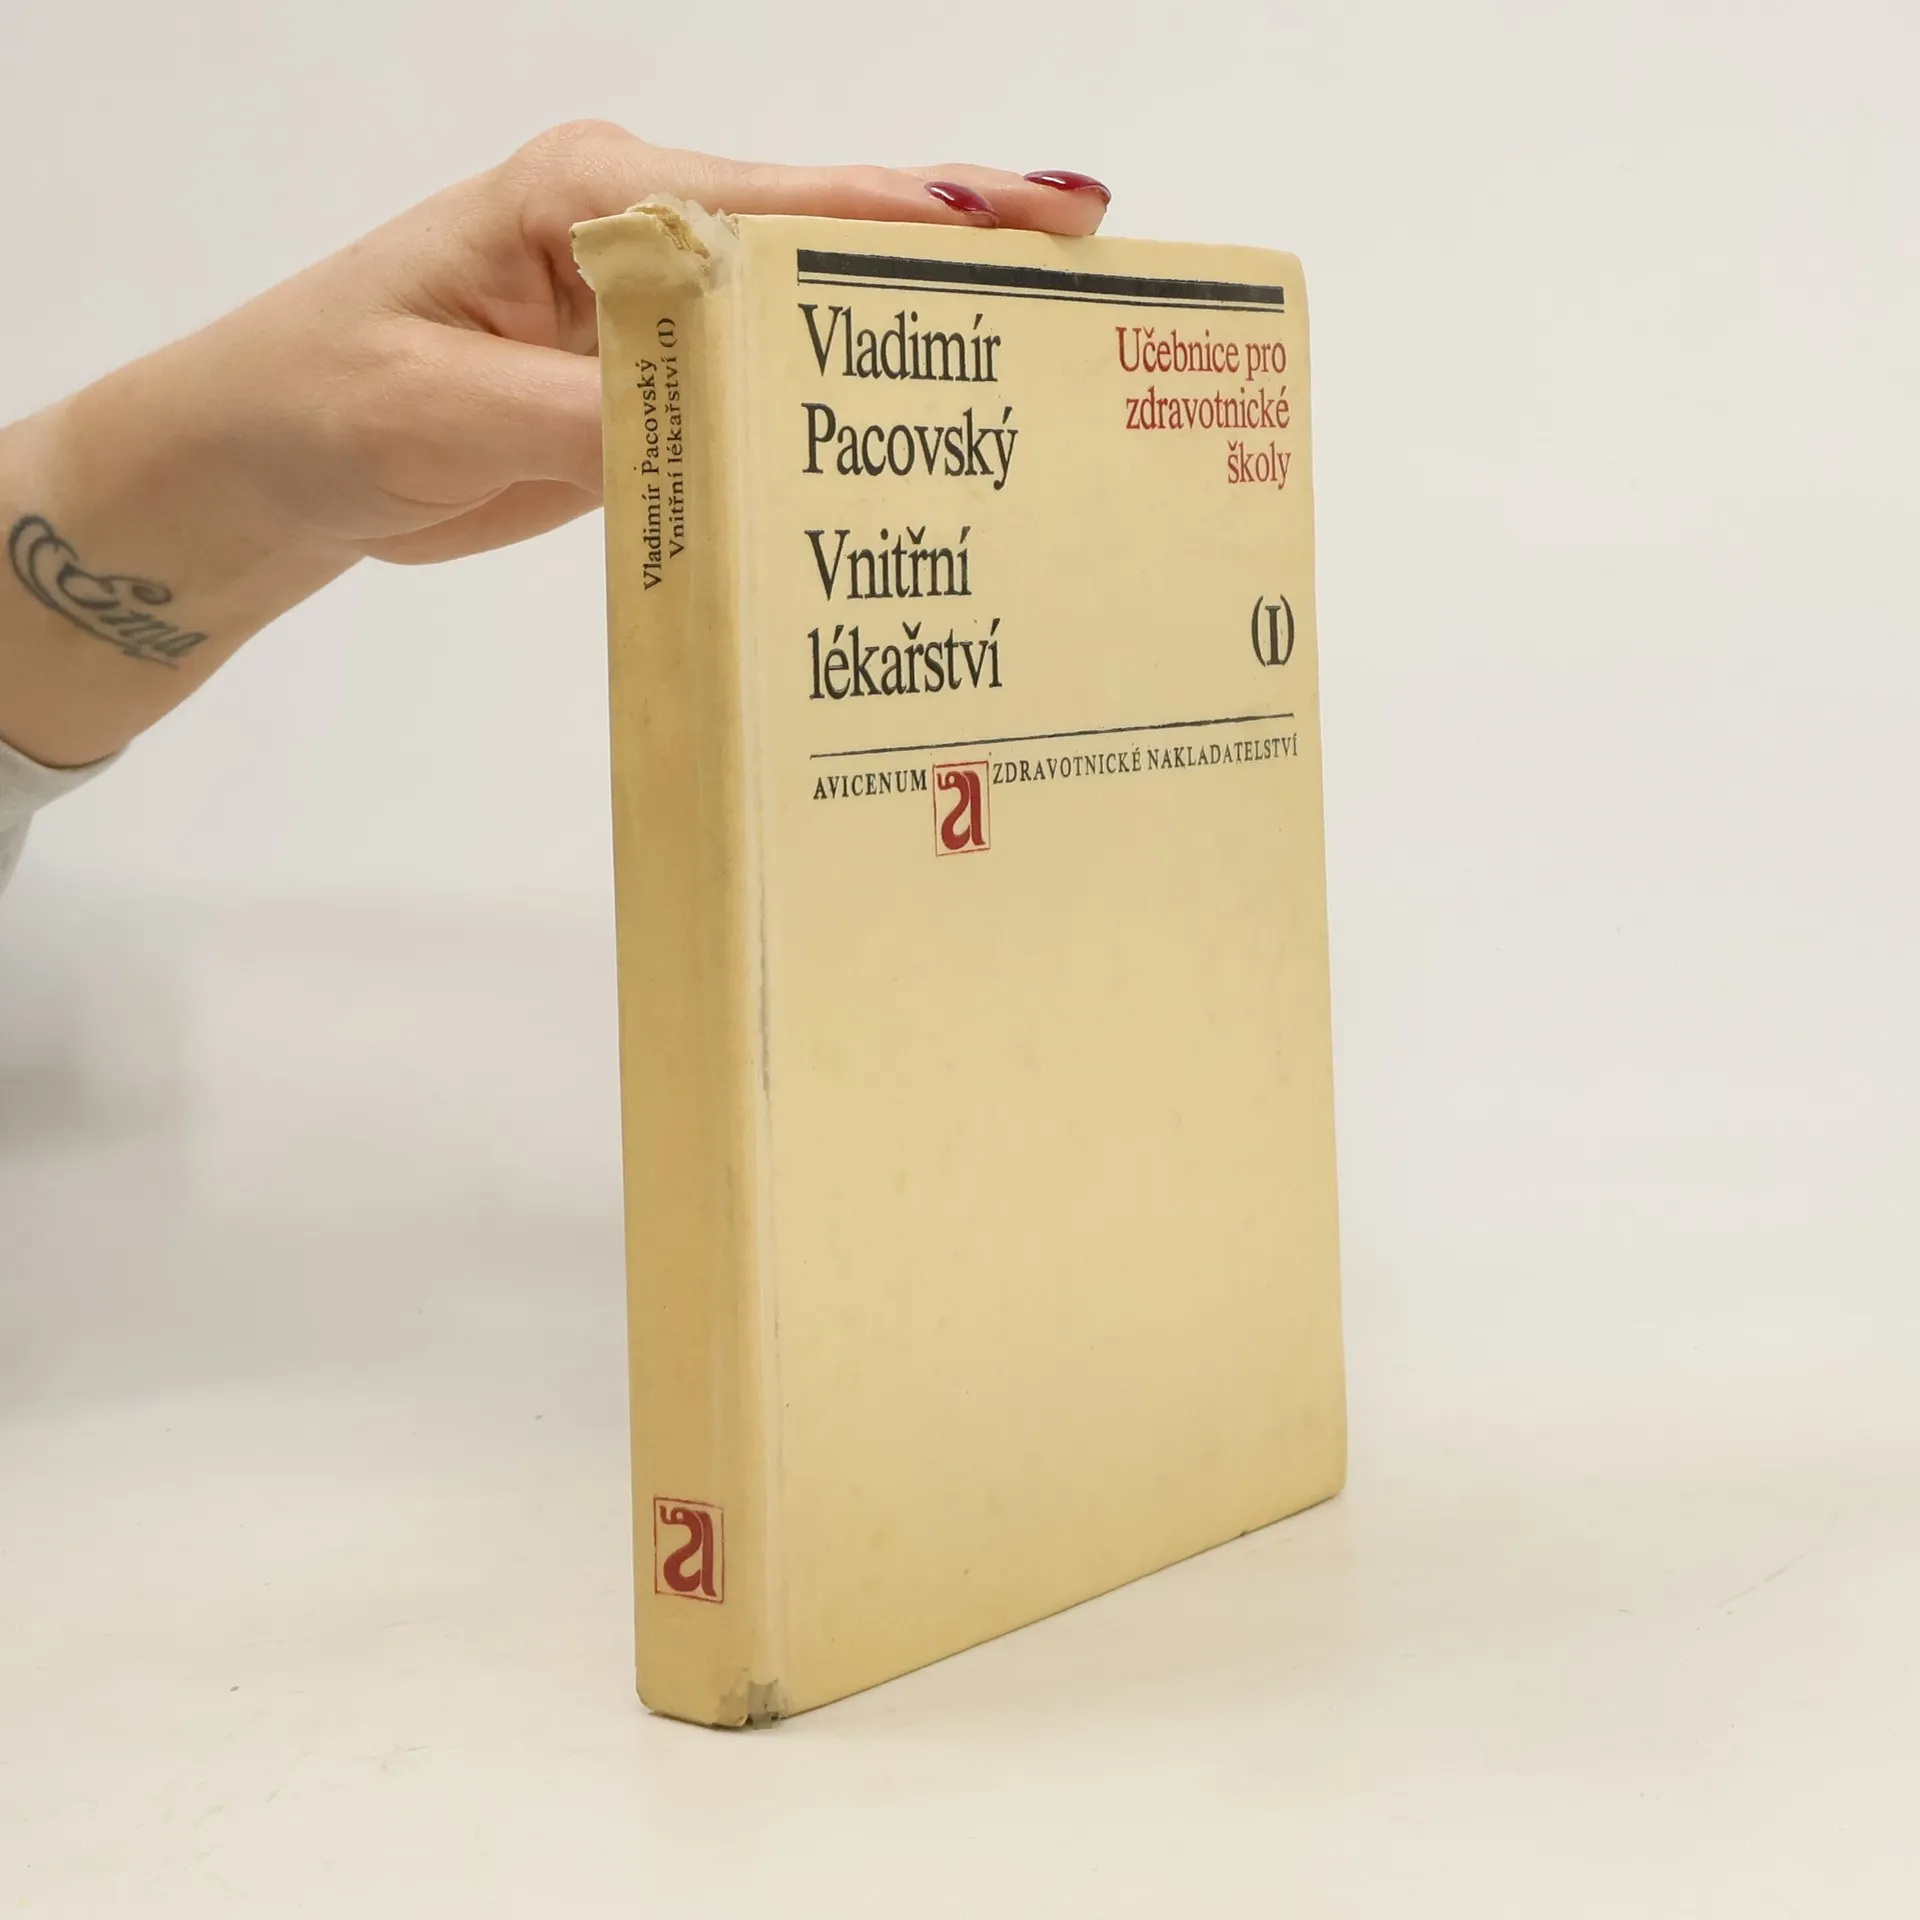 Vladimír
Pacovský
Učebnice pro
zdravotnické
školy
Vnitřní
lékařství
(I)
AVICENUM a ZDRAVOTNICKÉ NAKLADATELSTVÍ
Vladimír Pacovský
Vnitřní lékařství (I)
a